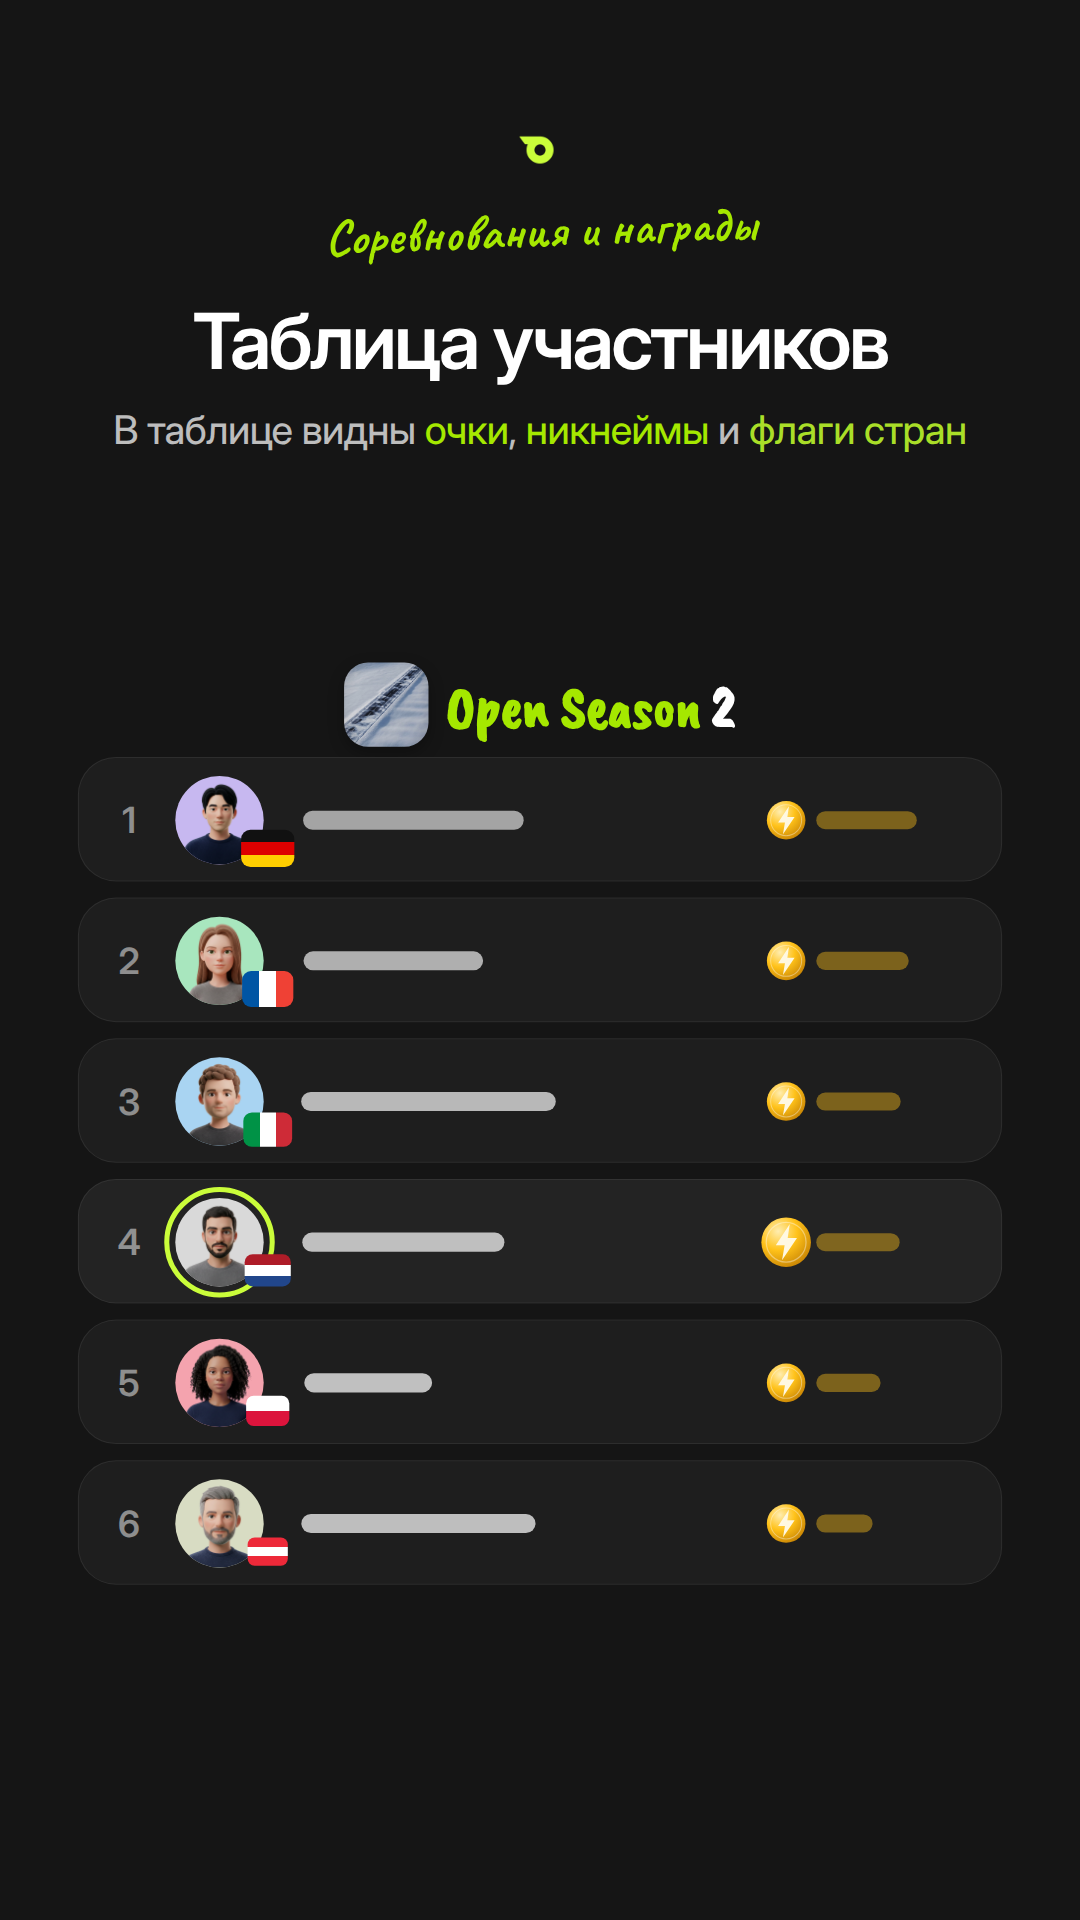 Соревнования и награды
Таблица участников
В таблице видны очки, никнеймы и флаги стран
Open Season 2
1
2
3
4
5
6